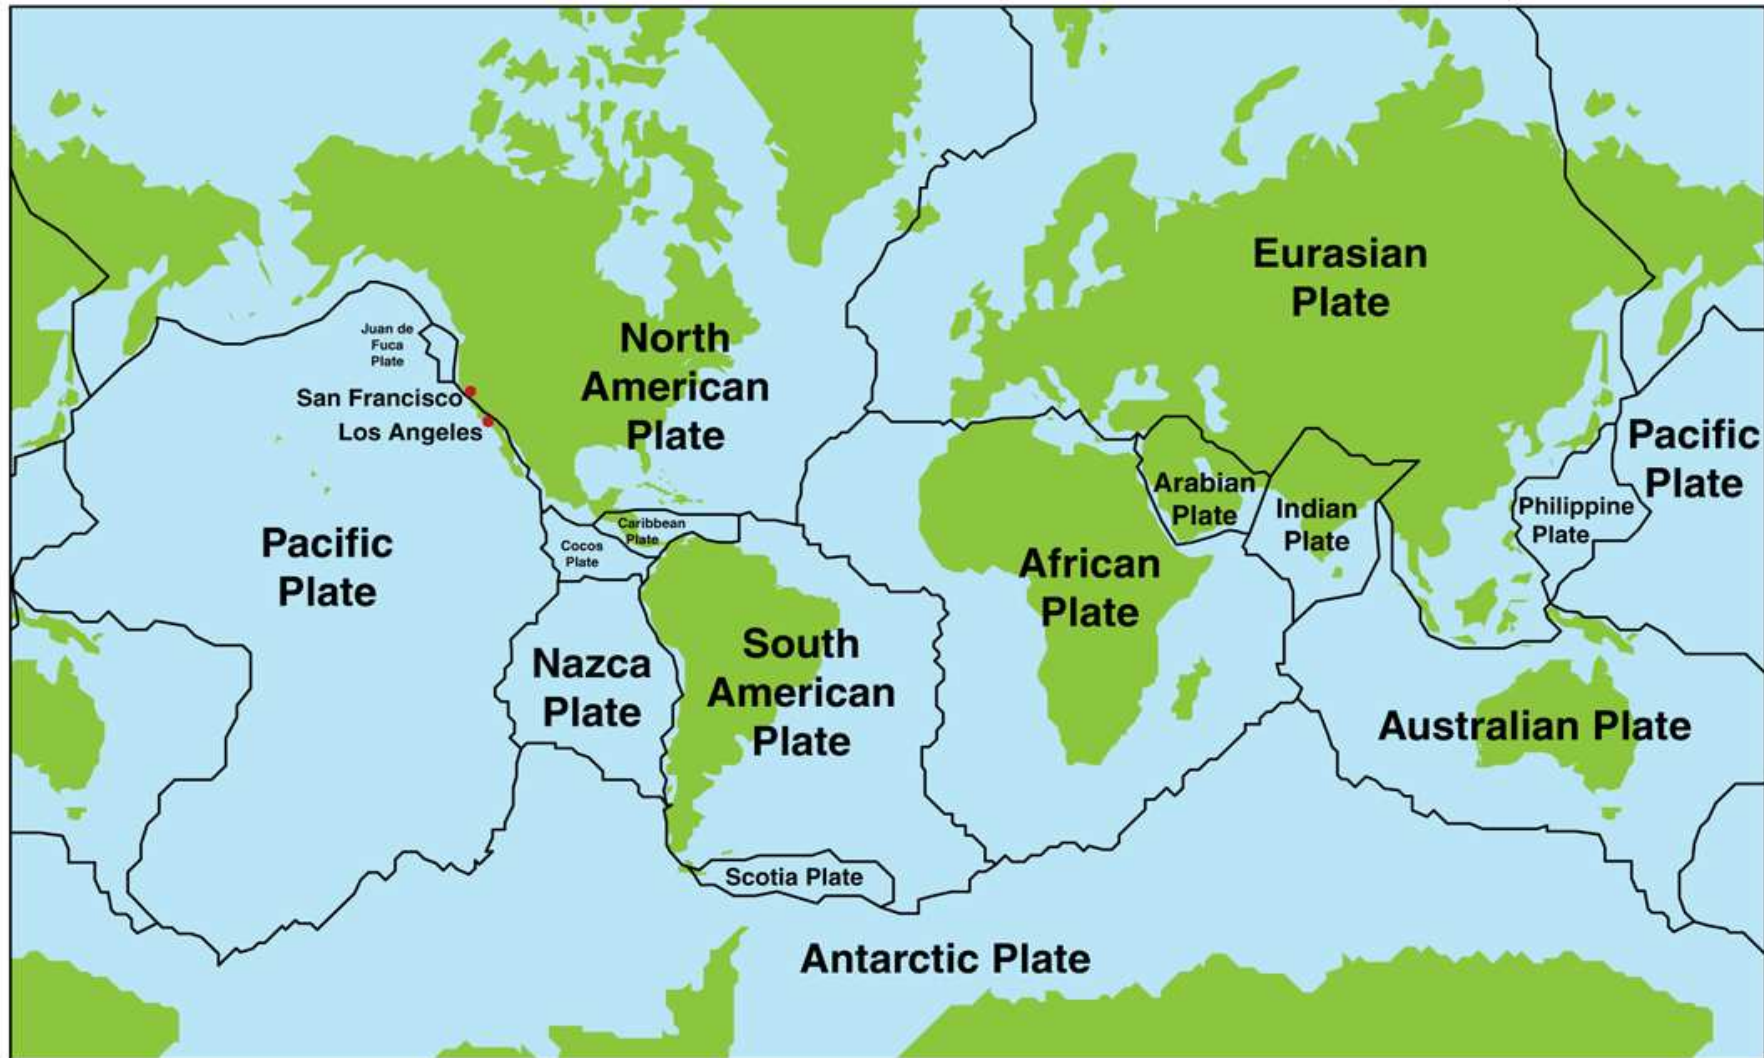 Eurasian
Plate
Juan de
Fuca
Plate
North
American
Plate
San Francisco
Los Angeles
Pacific
Plate
Arabian
Plate
Indian
Plate
Philippine
Plate
Caribbean
Plate
Cocos
Plate
Pacific
Plate
African
Plate
Nazca
Plate
South
American
Plate
Australian Plate
Scotia Plate
Antarctic Plate